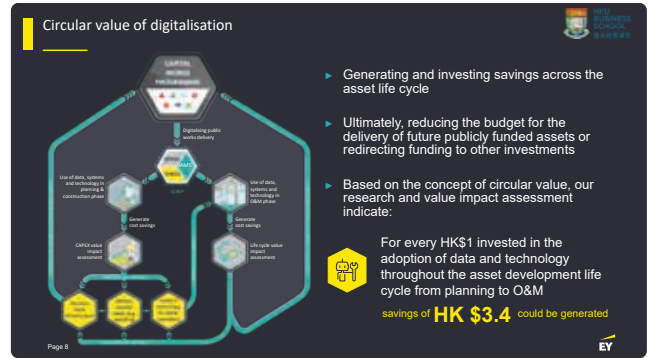 Circular value of digitalisation
HKU
BUSINESS
SCHOOL
CAPITAL
WORKS
Digitalising public
works delivery
Use of data, systems
and technology in
planning &
construction phase
Use of data,
systems and
technology in
O&M phase
Generate
cost savings
Generate
cost savings
CAPEX value
impact
assessment
Life cycle value
impact
assessment
► Generating and investing savings across the
asset life cycle
► Ultimately, reducing the budget for the
delivery of future publicly funded assets or
redirecting funding to other investments
► Based on the concept of circular value, our
research and value impact assessment
indicate:
For every HK$1 invested in the
adoption of data and technology
throughout the asset development life
cycle from planning to O&M
savings of HK $3.4 could be generated
Page 8
EY